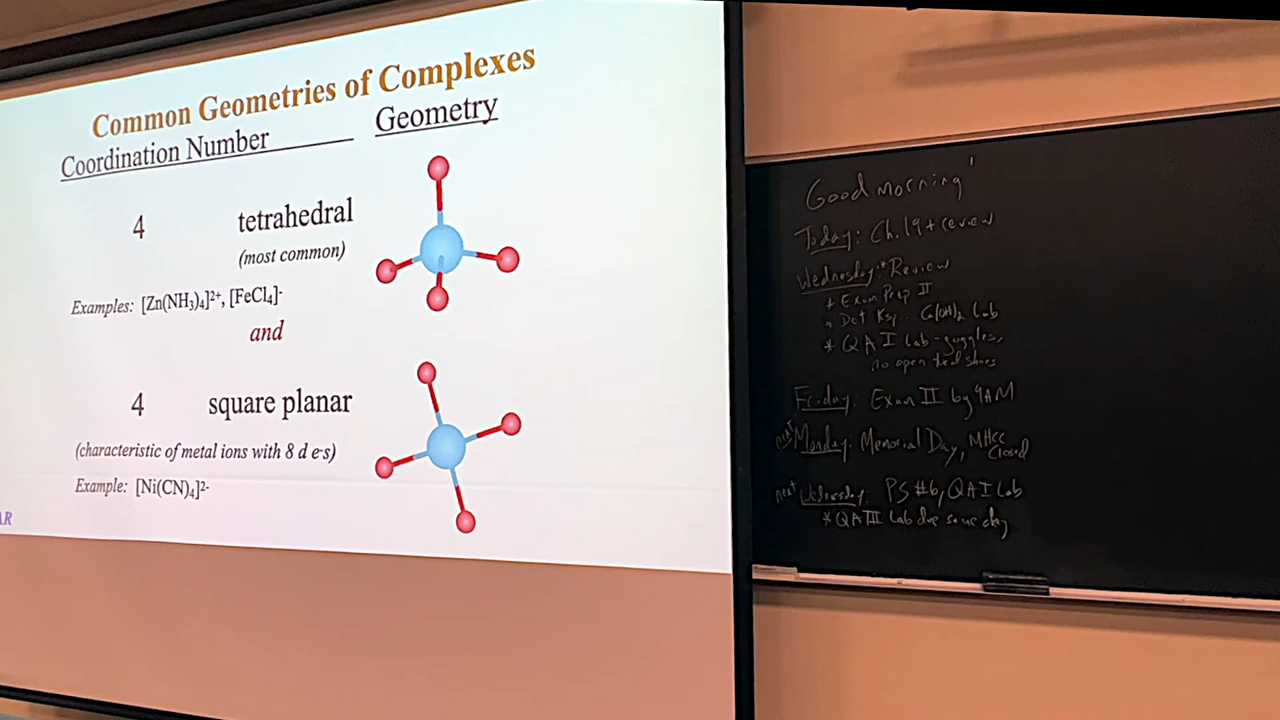 Common Geometries of Complexes
Coordination Number Geometry
4 tetrahedral
(most common)
Examples: [Zn(NH3)4]2+, [FeCl4]-
and
4 square planar
(characteristic of metal ions with 8 d e-s)
Example: [Ni(CN)4]2-
AR
Good morning!
Today: Ch. 19 + review
Wednesday: * Review
* Exam Prep II
* Det Ksp Ca(OH)2 Lab
* QA I Lab - goggles,
no open toed shoes
Friday: Exam II by 9AM
next Monday: Memorial Day, MHCC
Closed
next Wednesday: PS #6, QA I Lab
* QA III Lab due same day